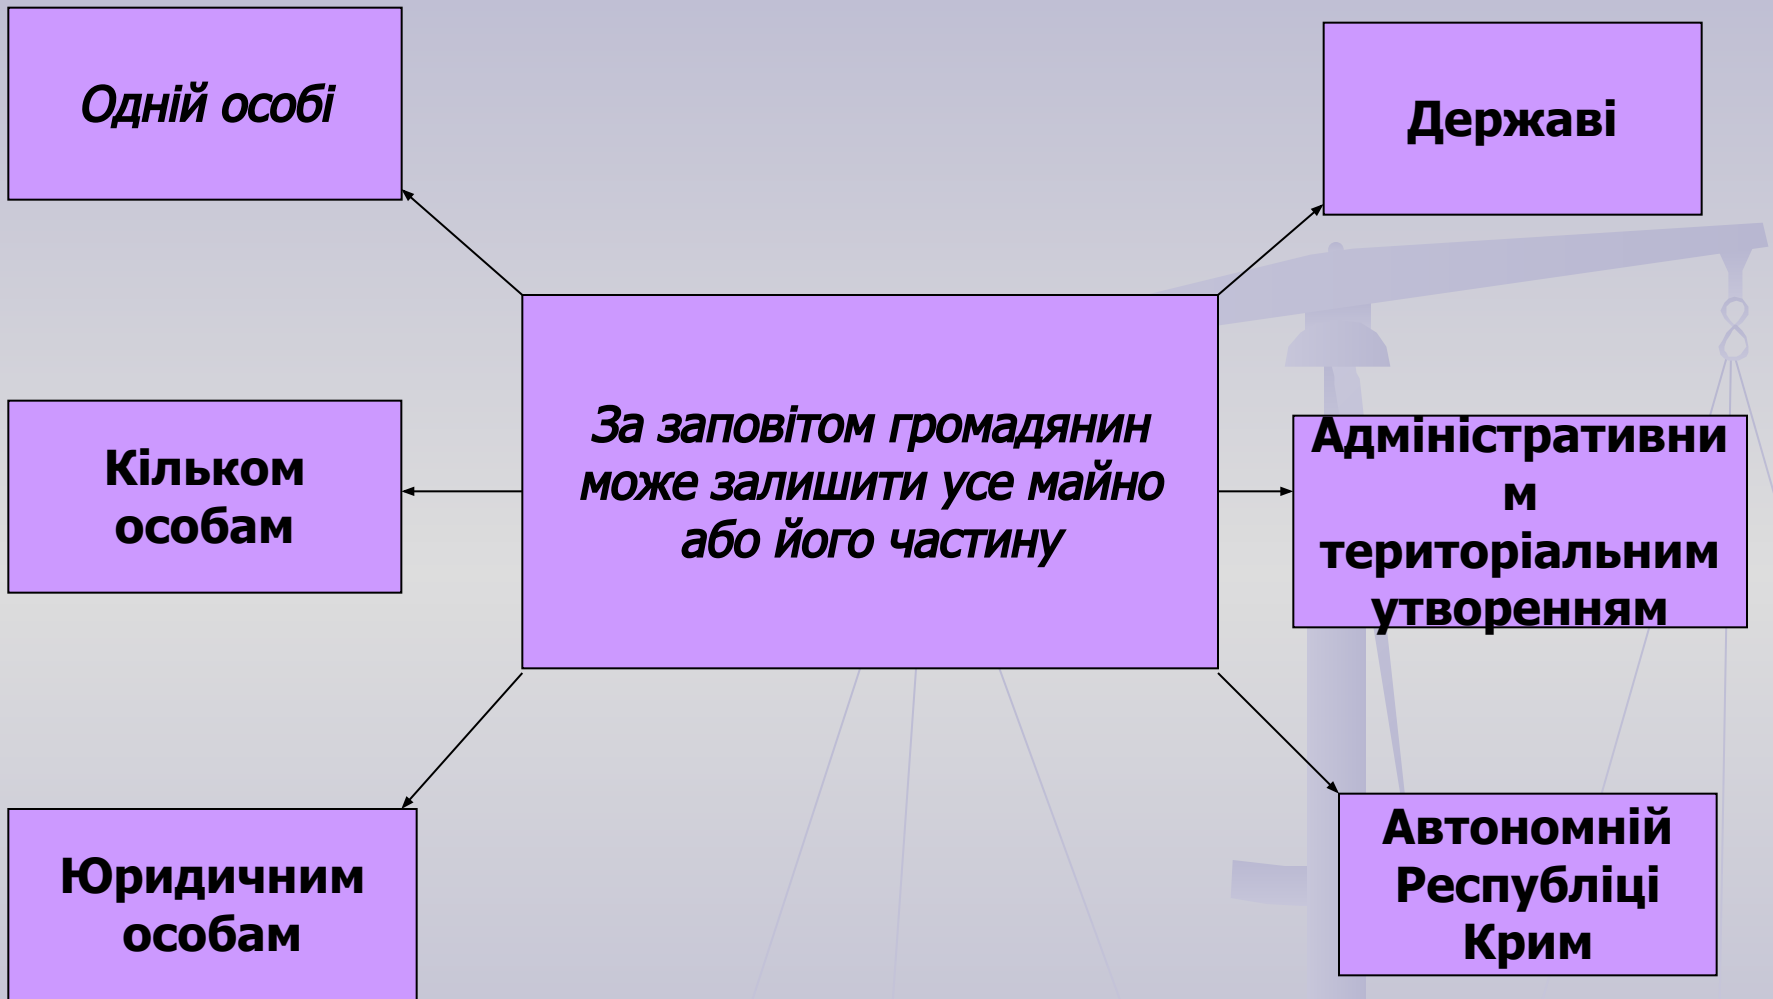 Одній особі
Державі
За заповітом громадянин
може залишити усе майно
або його частину
Кільком
особам
Адміністративни
м
територіальним
утворенням
Юридичним
особам
Автономній
Республіці
Крим